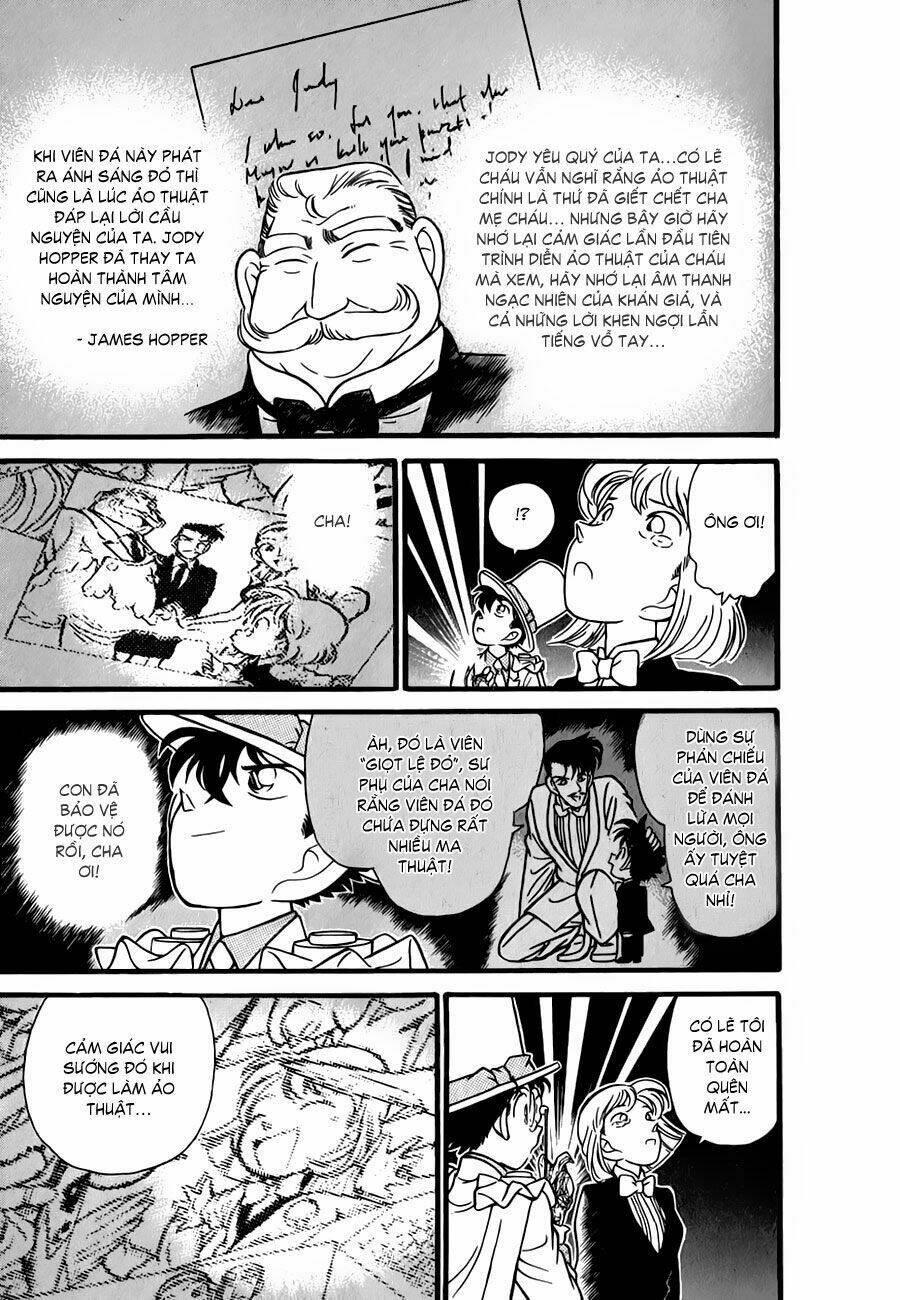 Dear Jody
JODY YÊU QUÝ CỦA TA...CÓ LẼ
CHÁU VẪN NGHĨ RẰNG ẢO THUẬT
CHÍNH LÀ THỨ ĐÃ GIẾT CHẾT CHA
MẸ CHÁU... NHƯNG BÂY GIỜ HÃY
NHỚ LẠI CẢM GIÁC LẦN ĐẦU TIÊN
TRÌNH DIỄN ẢO THUẬT CỦA CHÁU
MÀ XEM, HÃY NHỚ LẠI ÂM THANH
NGẠC NHIÊN CỦA KHÁN GIẢ, VÀ
CẢ NHỮNG LỜI KHEN NGỢI LẪN
TIẾNG VỖ TAY...
KHI VIÊN ĐÁ NÀY PHÁT
RA ÁNH SÁNG ĐỎ THÌ
CŨNG LÀ LÚC ẢO THUẬT
ĐÁP LẠI LỜI CẦU
NGUYỆN CỦA TA. JODY
HOPPER ĐÃ THAY TA
HOÀN THÀNH TÂM
NGUYỆN CỦA MÌNH...
- JAMES HOPPER
ÔNG ƠI!
!?
CHA!
DÙNG SỰ
PHẢN CHIẾU
CỦA VIÊN ĐÁ
ĐỂ ĐÁNH
LỪA MỌI
NGƯỜI, ÔNG
ẤY TUYỆT
QUÁ CHA
NHỈ!
ÀH, ĐÓ LÀ VIÊN
“GIỌT LỆ ĐỎ”, SƯ
PHỤ CỦA CHA NÓI
RẰNG VIÊN ĐÁ ĐÓ
CHỨA ĐỰNG RẤT
NHIỀU MA
THUẬT!
CON ĐÃ
BẢO VỆ
ĐƯỢC NÓ
RỒI, CHA
ƠI!
CÓ LẼ TÔI
ĐÃ HOÀN
TOÀN
QUÊN
MẤT...
CẢM GIÁC VUI
SƯỚNG ĐÓ KHI
ĐƯỢC LÀM ẢO
THUẬT...